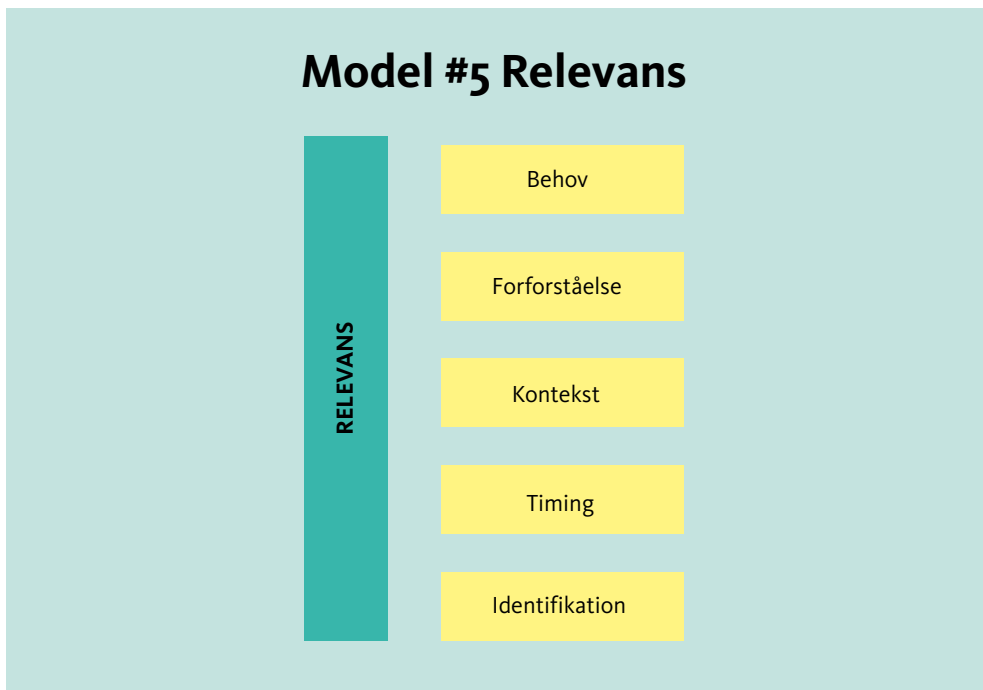 Model #5 Relevans
RELEVANS
Behov
Forforståelse
Kontekst
Timing
Identifikation